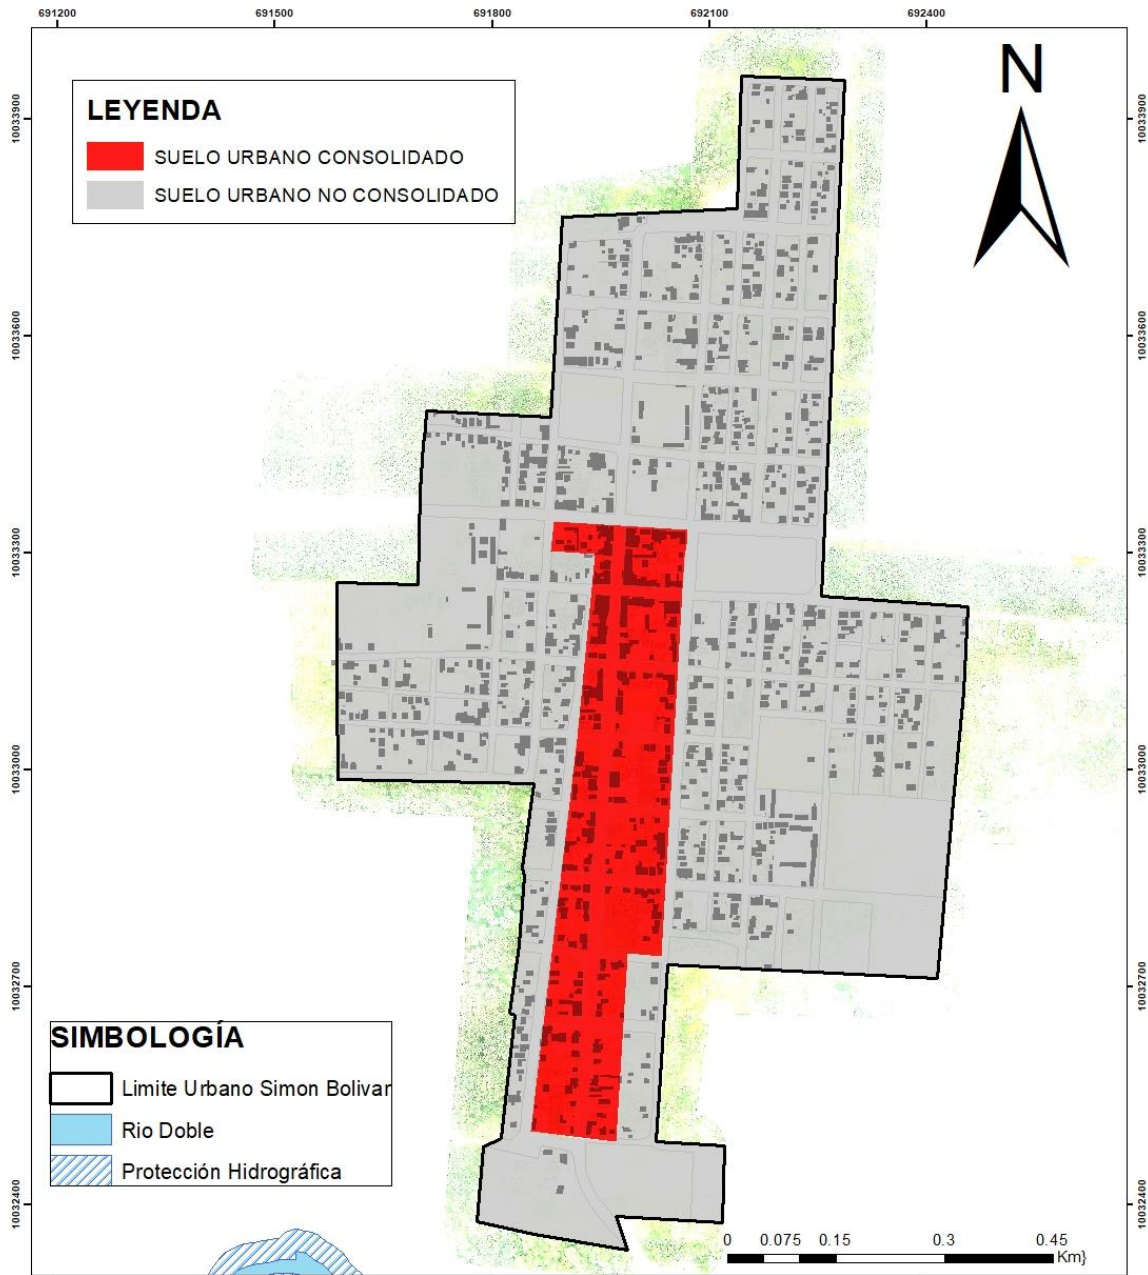 691200 691500 691800 692100 692400
N
LEYENDA
SUELO URBANO CONSOLIDADO
SUELO URBANO NO CONSOLIDADO
10033900 10033900
10033600 10033600
10033300 10033300
10033000 10033000
10032700 10032700
SIMBOLOGÍA
Limite Urbano Simon Bolivar
Rio Doble
Protección Hidrográfica
10032400 10032400
0 0.075 0.15 0.3 0.45
Km}